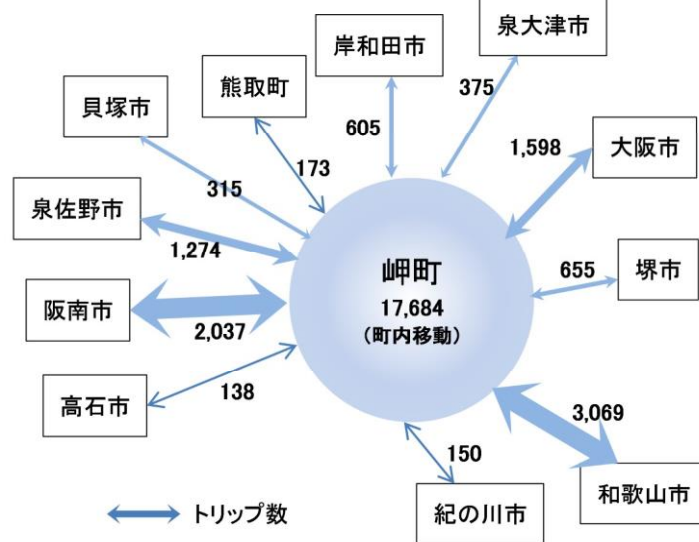 泉大津市
岸和田市
熊取町
375
貝塚市
605
1,598
大阪市
173
315
泉佐野市
1,274
岬町
655
堺市
17,684
阪南市
2,037
(町内移動)
138
高石市
3,069
150
和歌山市
トリップ数
紀の川市